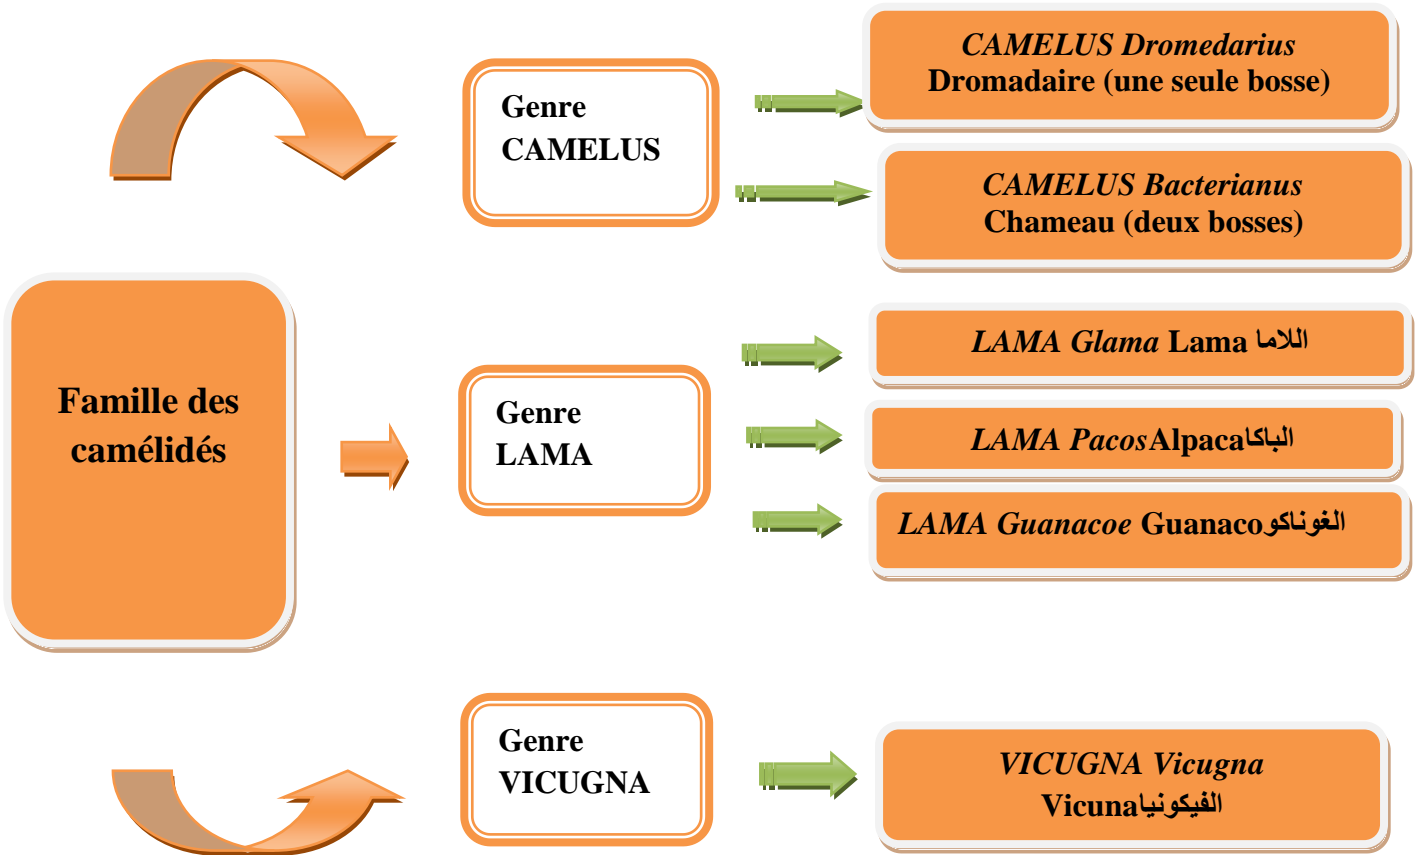 Famille des
camélidés
Genre
CAMELUS
CAMELUS Dromedarius
Dromadaire (une seule bosse)
CAMELUS Bacterianus
Chameau (deux bosses)
Genre
LAMA
LAMA Glama Lama اللاما
LAMA PacosAlpacaالباكا
LAMA Guanacoe Guanacoالغوناكو
Genre
VICUGNA
VICUGNA Vicugna
Vicunaالفيكونيا